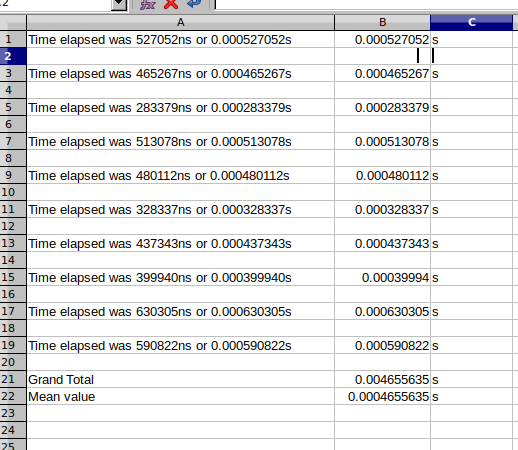 A B C
1 Time elapsed was 527052ns or 0.000527052s 0.000527052 s
2
3 Time elapsed was 465267ns or 0.000465267s 0.000465267 s
4
5 Time elapsed was 283379ns or 0.000283379s 0.000283379 s
6
7 Time elapsed was 513078ns or 0.000513078s 0.000513078 s
8
9 Time elapsed was 480112ns or 0.000480112s 0.000480112 s
10
11 Time elapsed was 328337ns or 0.000328337s 0.000328337 s
12
13 Time elapsed was 437343ns or 0.000437343s 0.000437343 s
14
15 Time elapsed was 399940ns or 0.000399940s 0.00039994 s
16
17 Time elapsed was 630305ns or 0.000630305s 0.000630305 s
18
19 Time elapsed was 590822ns or 0.000590822s 0.000590822 s
20
21 Grand Total 0.004655635 s
22 Mean value 0.0004655635 s
23
24
25